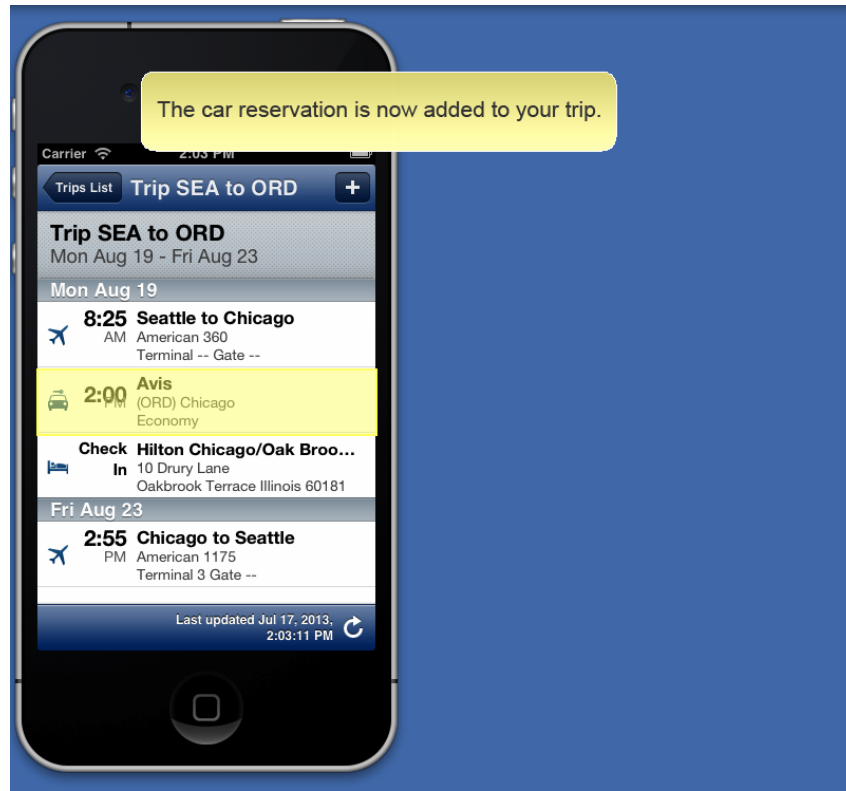 The car reservation is now added to your trip.
Carrier 2:03 PM
Trips List Trip SEA to ORD +
Trip SEA to ORD
Mon Aug 19 - Fri Aug 23
Mon Aug 19
8:25 AM Seattle to Chicago
American 360
Terminal -- Gate --
2:00 PM Avis
(ORD) Chicago
Economy
Check In Hilton Chicago/Oak Broo...
10 Drury Lane
Oakbrook Terrace Illinois 60181
Fri Aug 23
2:55 PM Chicago to Seattle
American 1175
Terminal 3 Gate --
Last updated Jul 17, 2013,
2:03:11 PM